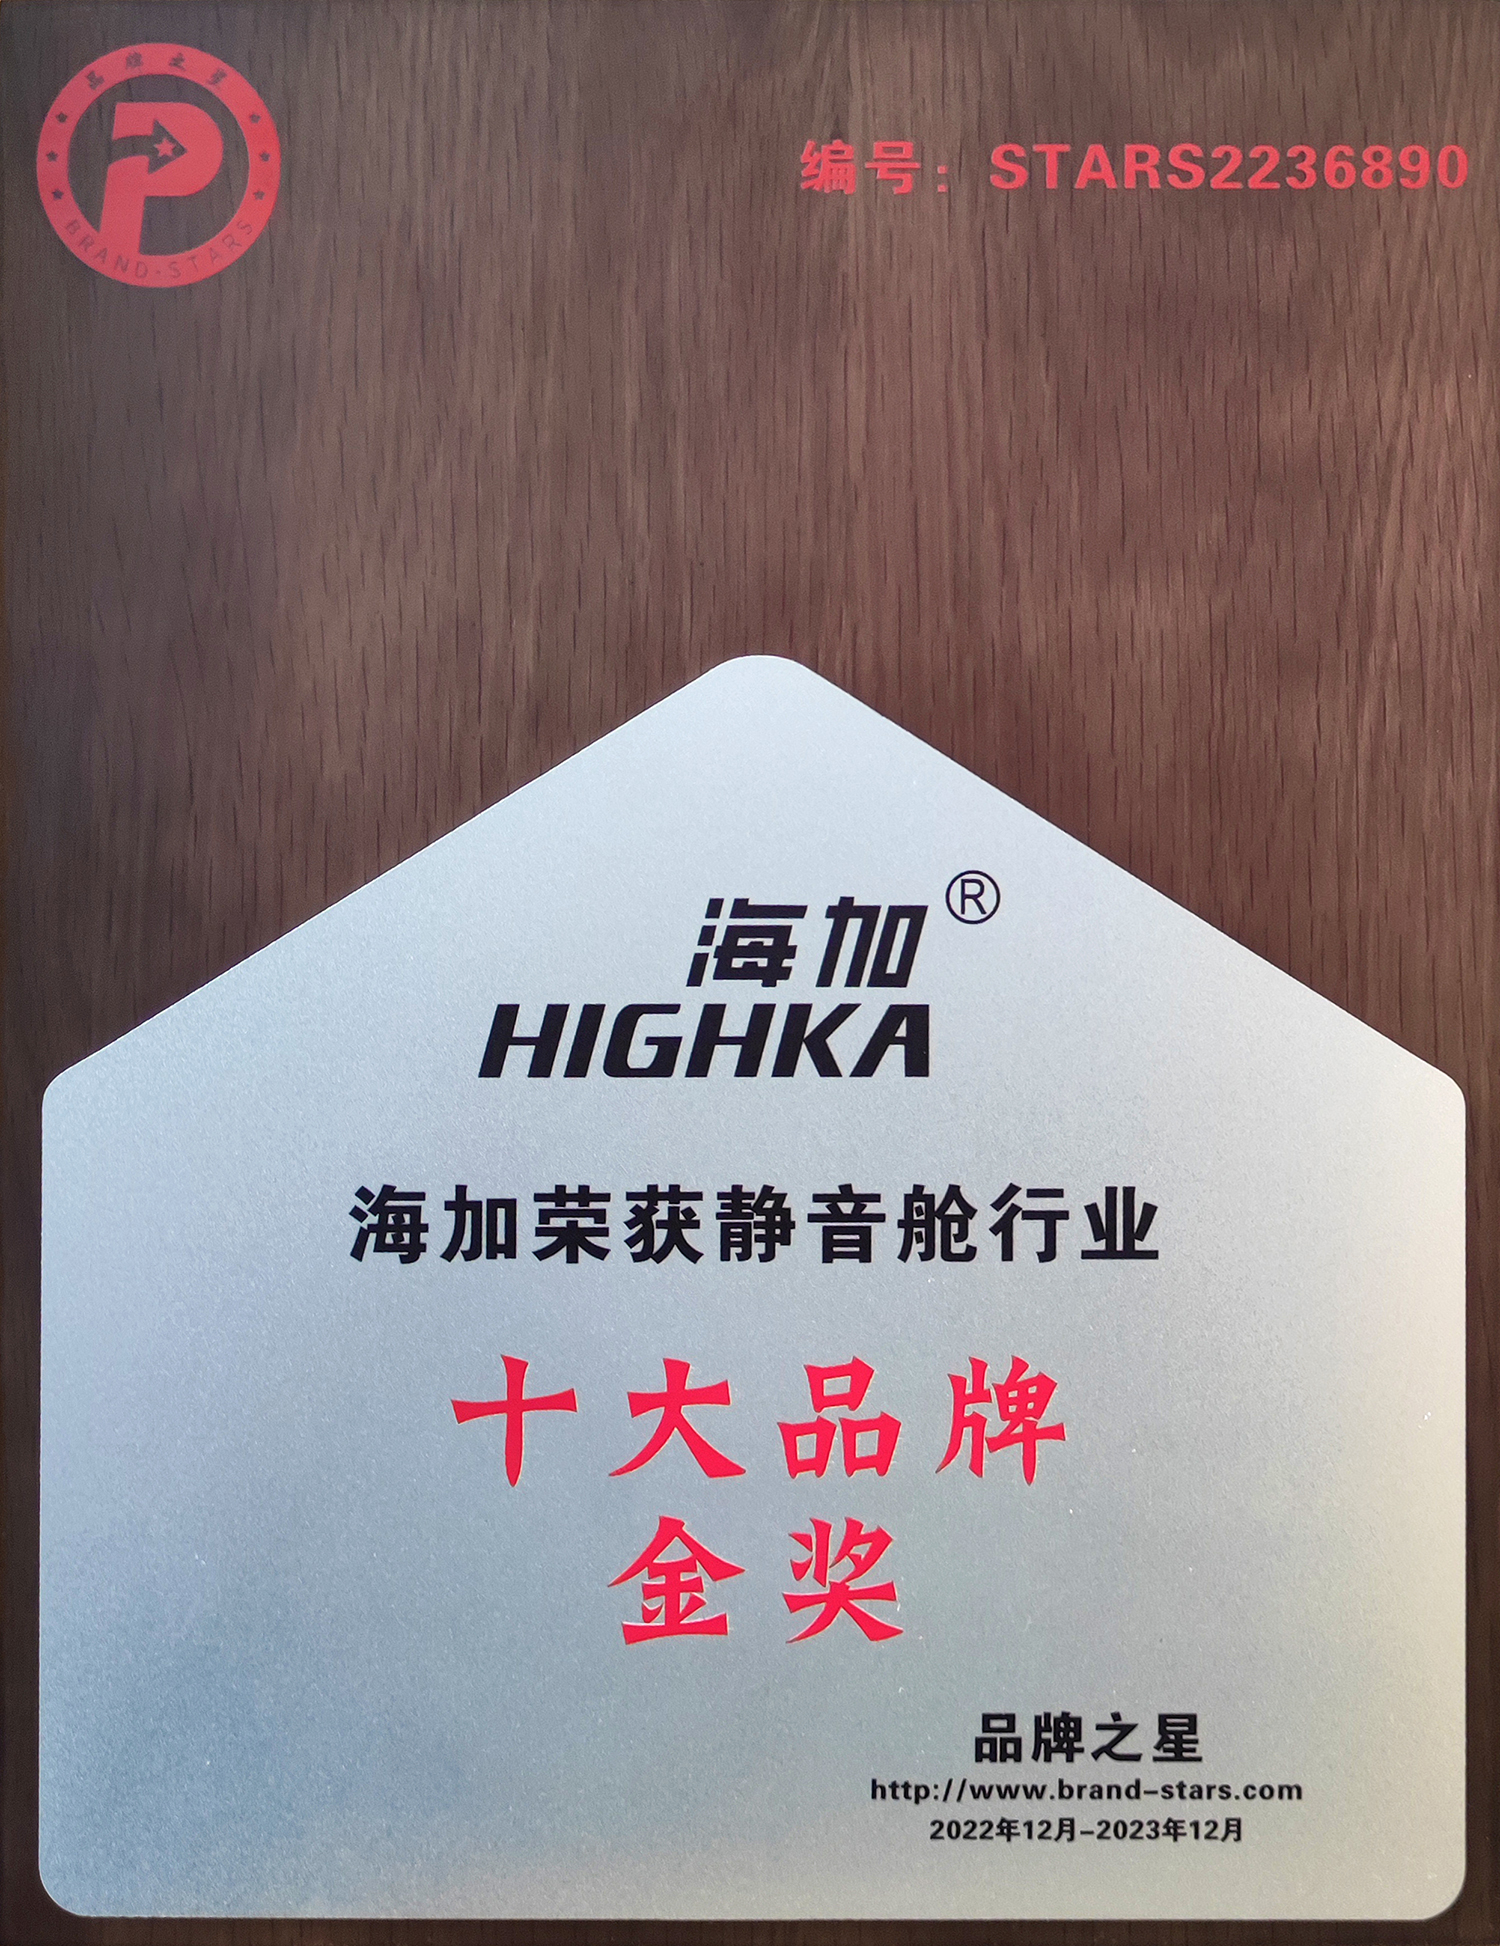 品牌之星
BRAND-STARS
编号：STARS2236890
海加®
HIGHKA
海加荣获静音舱行业
十大品牌
金奖
品牌之星
http://www.brand-stars.com
2022年12月-2023年12月